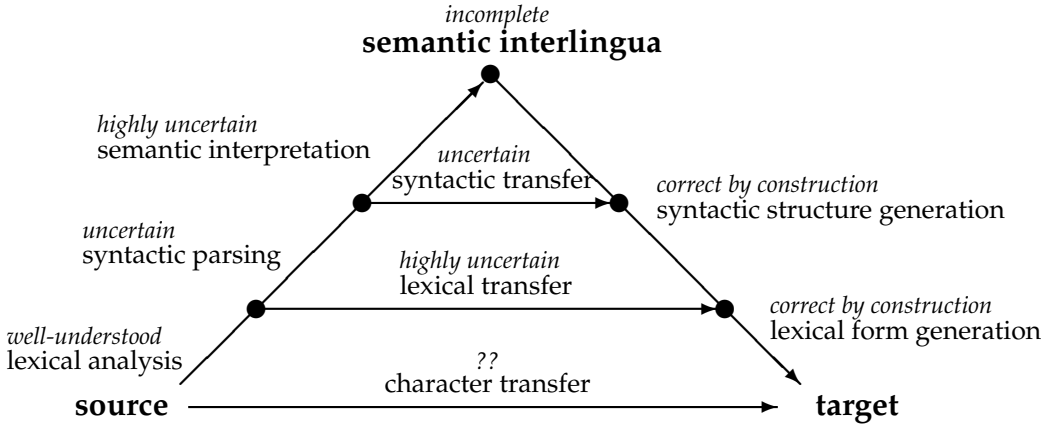 incomplete
semantic interlingua
highly uncertain
semantic interpretation
uncertain
syntactic transfer
correct by construction
syntactic structure generation
uncertain
syntactic parsing
highly uncertain
lexical transfer
correct by construction
lexical form generation
well-understood
lexical analysis
??
character transfer
source
target